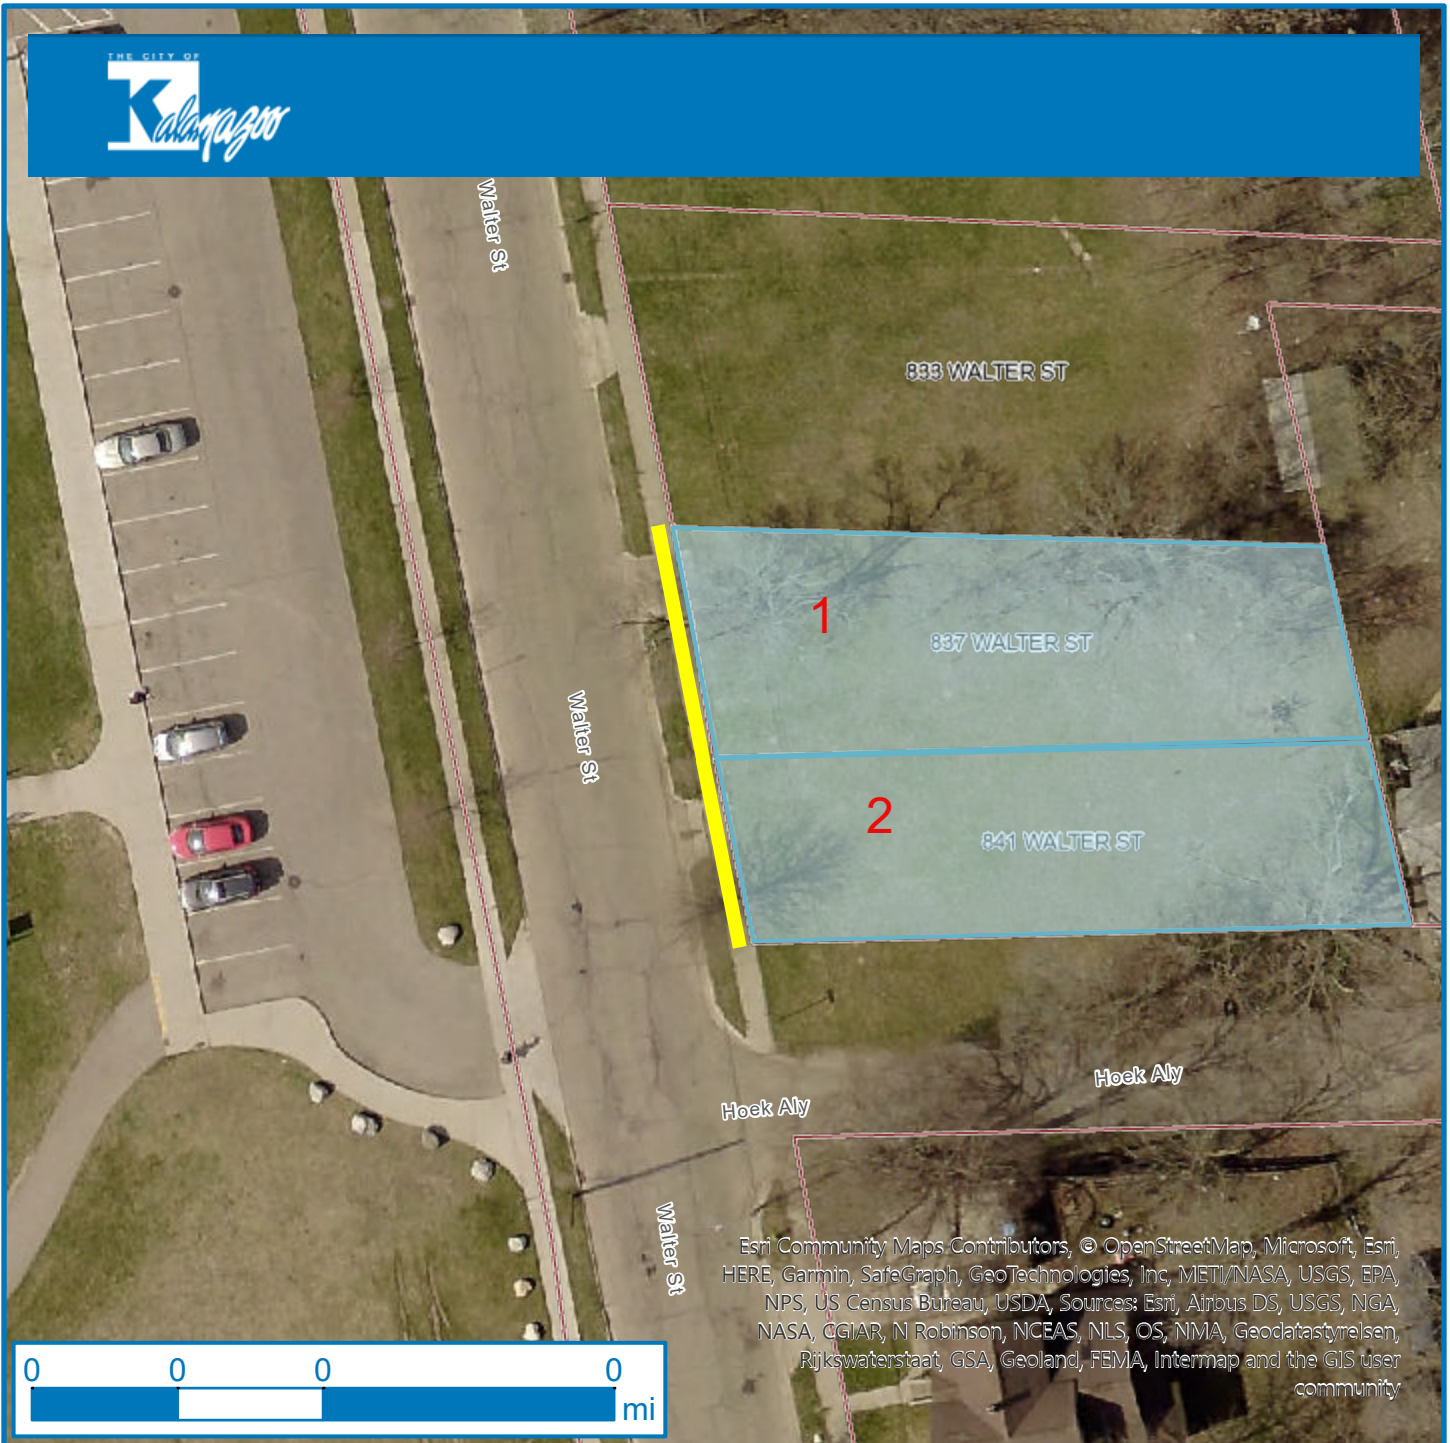 THE CITY OF
Kalamazoo
Walter St
833 WALTER ST
1
837 WALTER ST
Walter St
2
841 WALTER ST
Hoek Aly
Hoek Aly
Walter St
Esri Community Maps Contributors, © OpenStreetMap, Microsoft, Esri,
HERE, Garmin, SafeGraph, GeoTechnologies, Inc, METI/NASA, USGS, EPA,
NPS, US Census Bureau, USDA, Sources: Esri, Airbus DS, USGS, NGA,
NASA, CGIAR, N Robinson, NCEAS, NLS, OS, NMA, Geodatastyrelsen,
Rijkswaterstaat, GSA, Geoland, FEMA, Intermap and the GIS user
community
0 0 0 0
mi